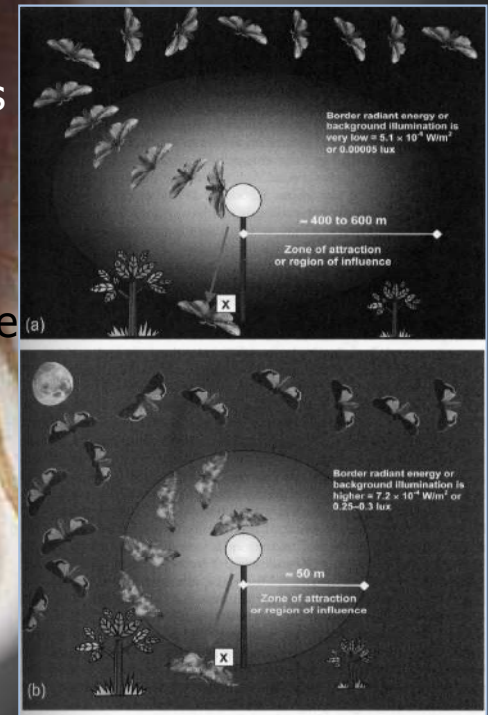 s
e
Border radiant energy or
background illumination is
very low = 5.1 × 10⁻⁶ W/m²
or 0.00005 lux
~ 400 to 600 m
Zone of attraction
or region of influence
X
(a)
Border radiant energy or
background illumination is
higher = 7.2 × 10⁻⁴ W/m² or
0.25–0.3 lux
~ 50 m
Zone of attraction
or region of influence
X
(b)